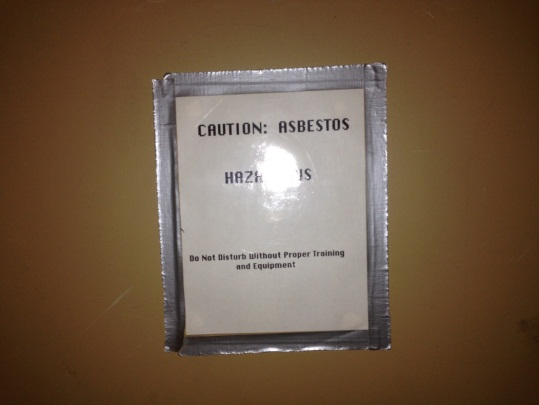 CAUTION: ASBESTOS
Do Not Disturb Without Proper Training
and Equipment